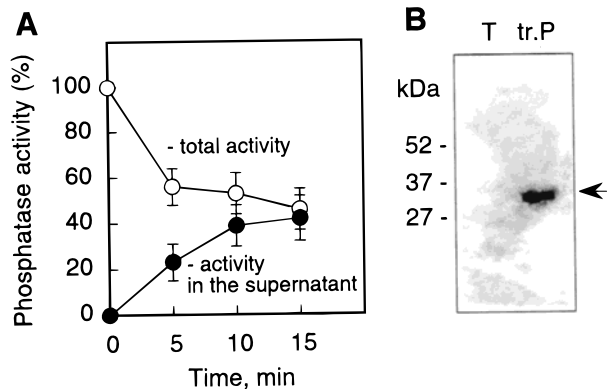 A
Phosphatase activity (%)
100
80
60
40
20
0
- total activity
- activity
in the supernatant
0 5 10 15
Time, min
B
T tr.P
kDa
52 -
37 -
27 -